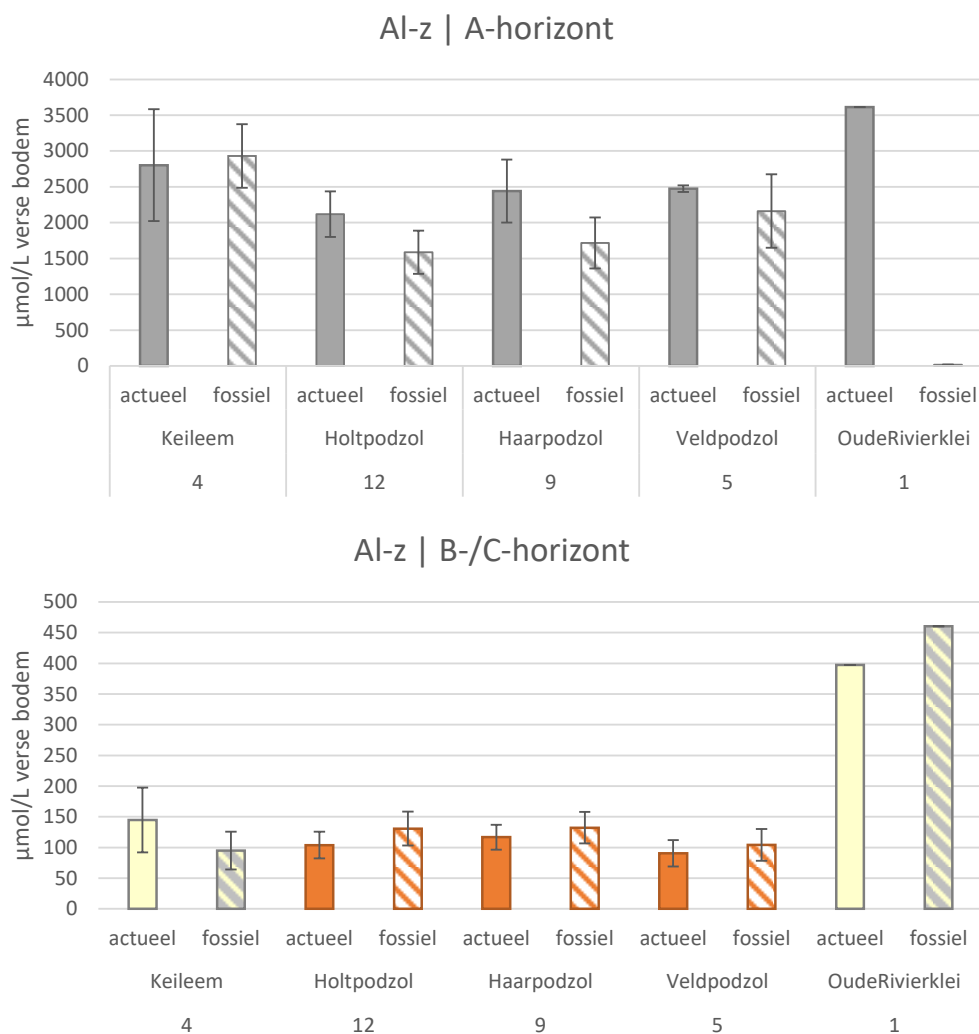 Al-z | A-horizont
4000
3500
3000
2500
2000
1500
1000
500
0
µmol/L verse bodem
actueel fossiel actueel fossiel actueel fossiel actueel fossiel actueel fossiel
Keileem Holtpodzol Haarpodzol Veldpodzol OudeRivierklei
4 12 9 5 1
Al-z | B-/C-horizont
500
450
400
350
300
250
200
150
100
50
0
µmol/L verse bodem
actueel fossiel actueel fossiel actueel fossiel actueel fossiel actueel fossiel
Keileem Holtpodzol Haarpodzol Veldpodzol OudeRivierklei
4 12 9 5 1